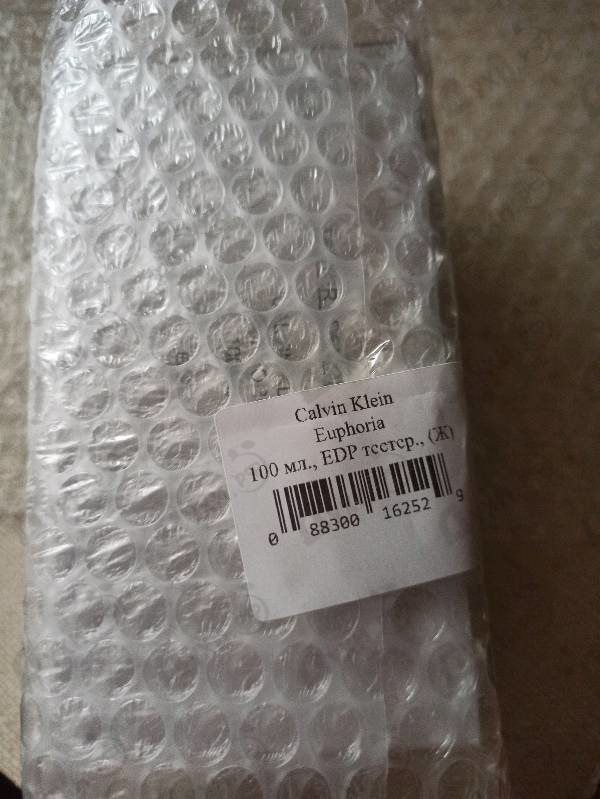 Calvin Klein
Euphoria
100 мл., EDP тестер., (Ж)
0 88300 16252 9